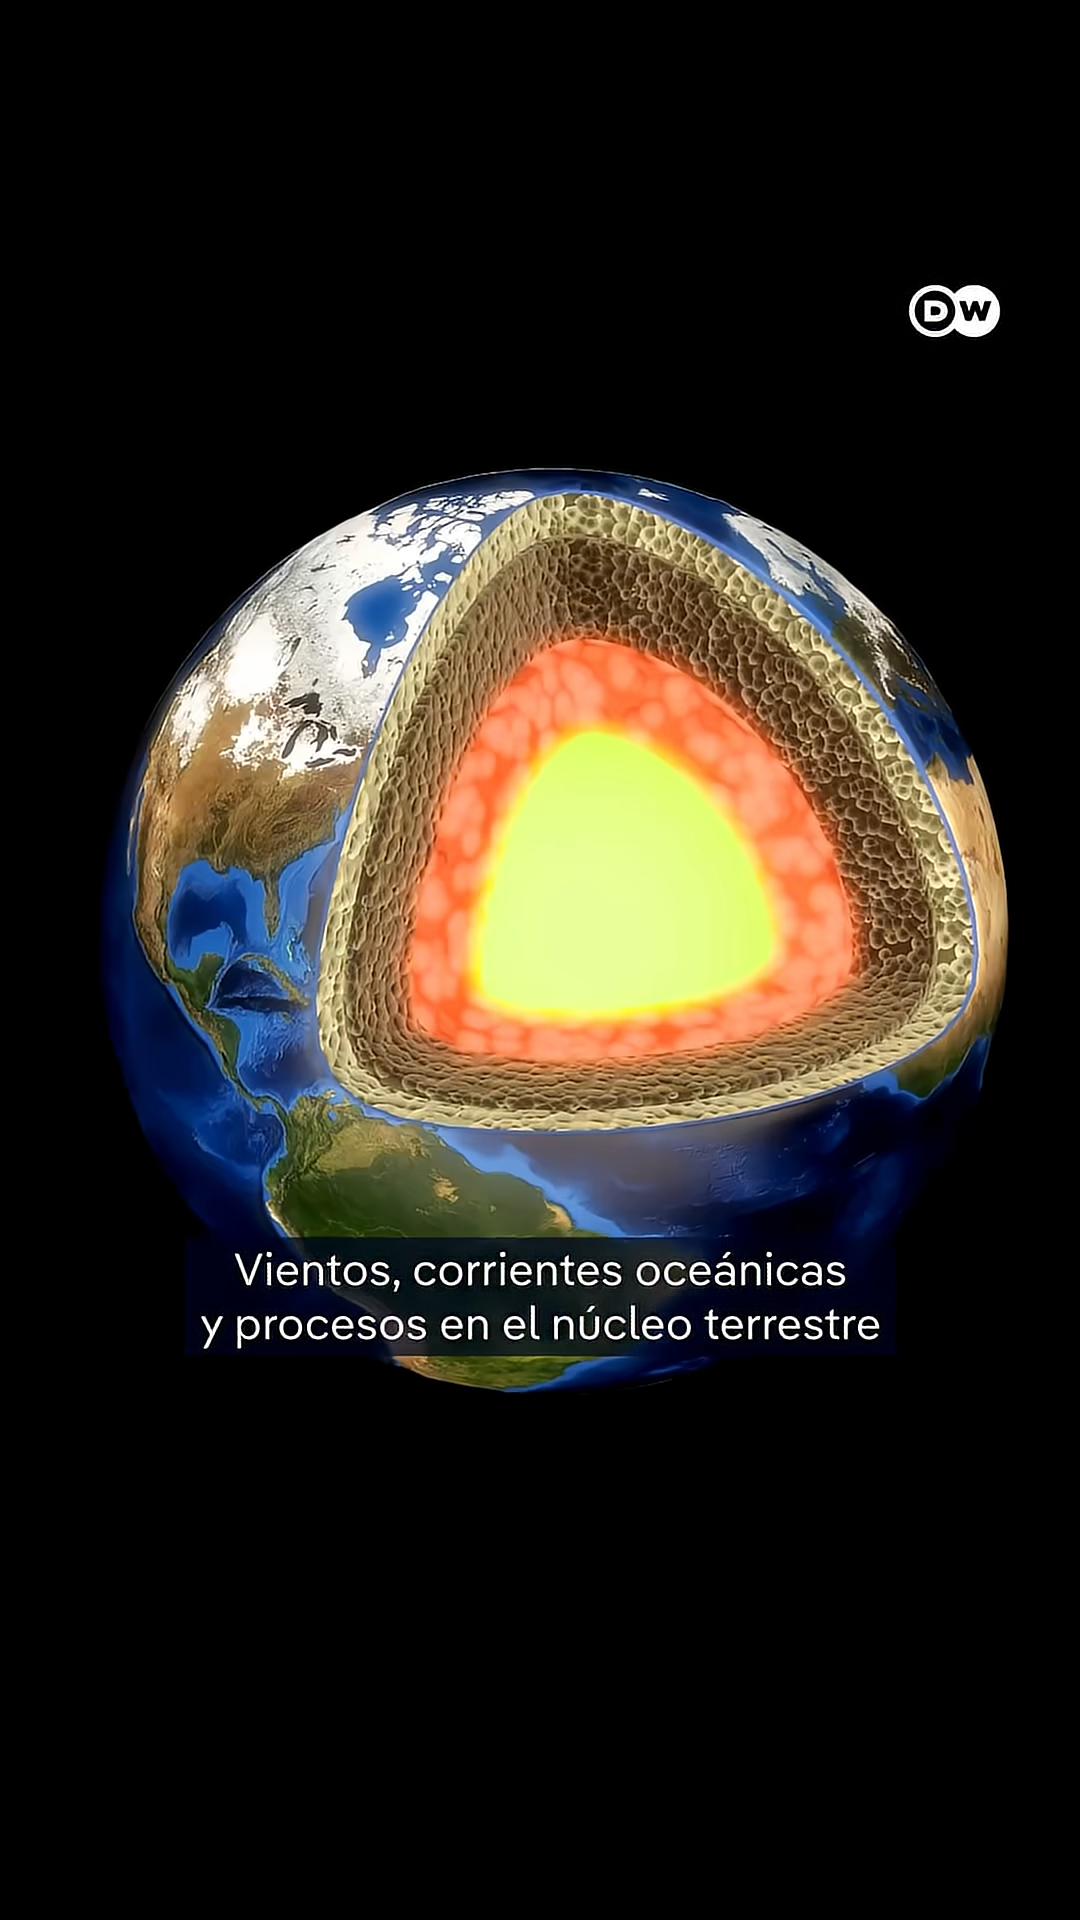 DW
Vientos, corrientes oceánicas
y procesos en el núcleo terrestre